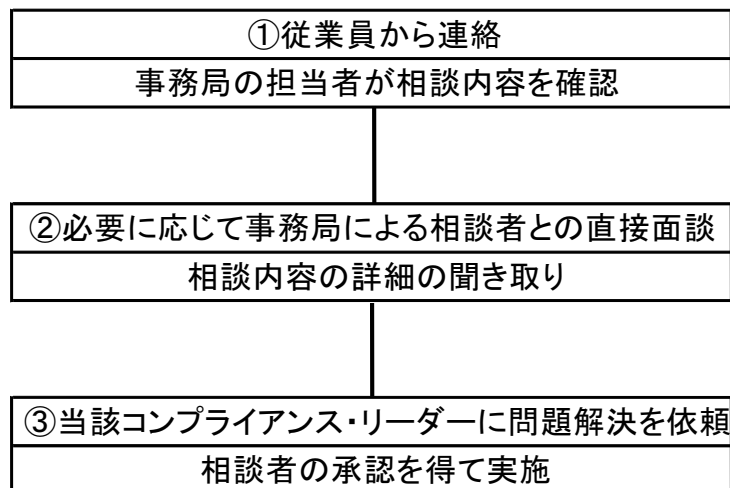 ①従業員から連絡
事務局の担当者が相談内容を確認
②必要に応じて事務局による相談者との直接面談
相談内容の詳細の聞き取り
③当該コンプライアンス・リーダーに問題解決を依頼
相談者の承認を得て実施